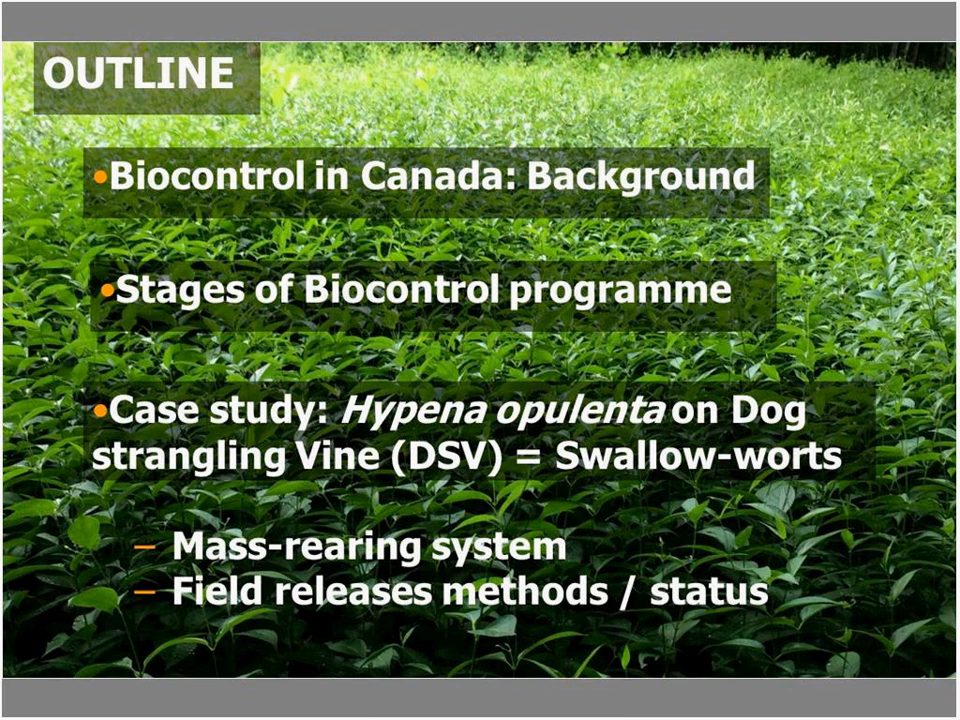 OUTLINE
•Biocontrol in Canada: Background
•Stages of Biocontrol programme
•Case study: Hypena opulenta on Dog
strangling Vine (DSV) = Swallow-worts
– Mass-rearing system
– Field releases methods / status